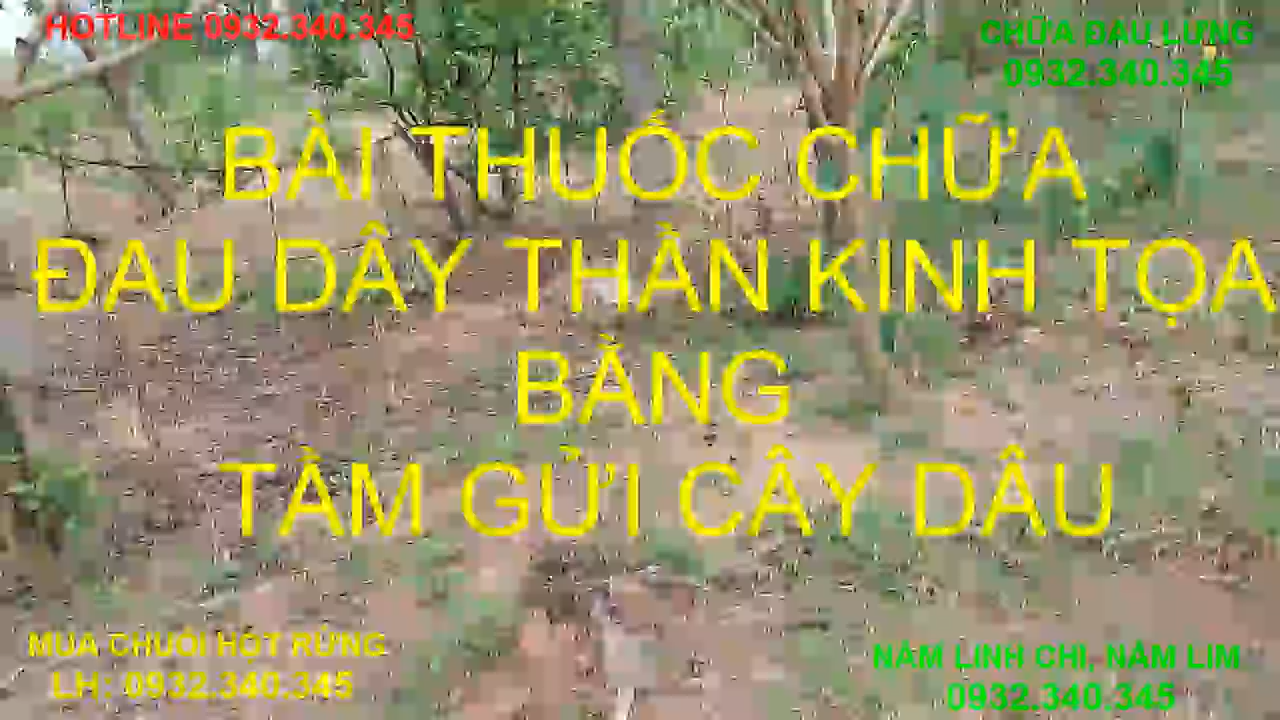 HOTLINE 0932.340.345
CHỮA ĐAU LƯNG
0932.340.345
BÀI THUỐC CHỮA
ĐAU DÂY THẦN KINH TỌA
BẰNG
TẦM GỬI CÂY DÂU
MUA CHUỐI HỘT RỪNG
LH: 0932.340.345
NẤM LINH CHI, NẤM LIM
0932.340.345